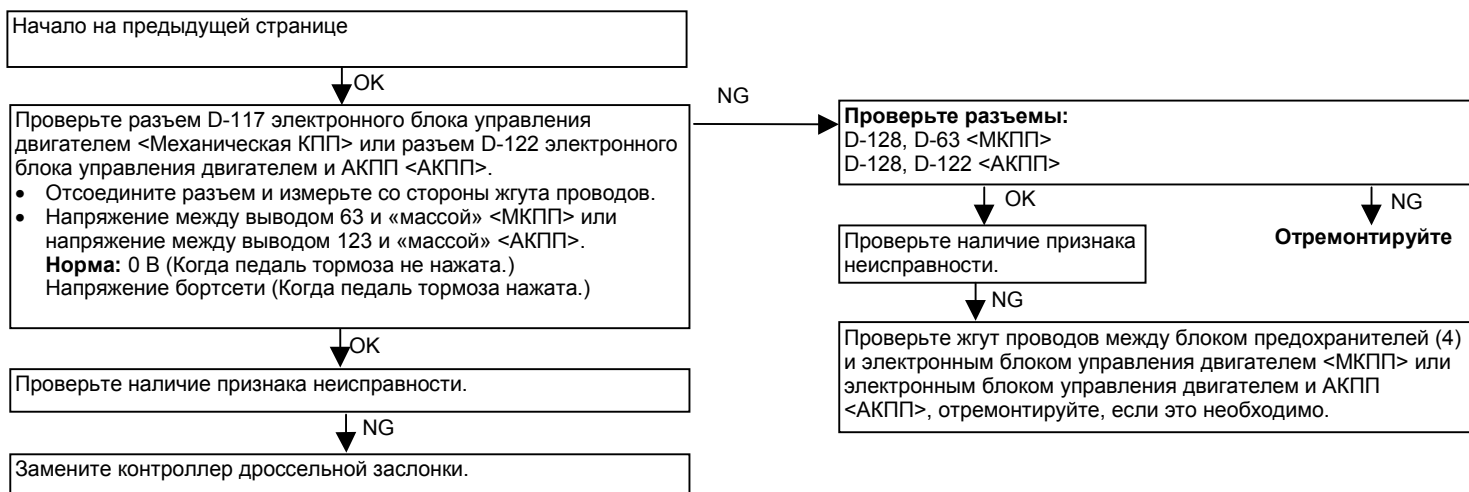 Начало на предыдущей странице
OK
Проверьте разъем D-117 электронного блока управления
двигателем <Механическая КПП> или разъем D-122 электронного
блока управления двигателем и АКПП <АКПП>.
• Отсоедините разъем и измерьте со стороны жгута проводов.
• Напряжение между выводом 63 и «массой» <МКПП> или
напряжение между выводом 123 и «массой» <АКПП>.
Норма: 0 В (Когда педаль тормоза не нажата.)
Напряжение бортсети (Когда педаль тормоза нажата.)
OK
Проверьте наличие признака неисправности.
NG
Замените контроллер дроссельной заслонки.
NG
Проверьте разъемы:
D-128, D-63 <МКПП>
D-128, D-122 <АКПП>
OK
NG
Проверьте наличие признака
неисправности.
Отремонтируйте
NG
Проверьте жгут проводов между блоком предохранителей (4)
и электронным блоком управления двигателем <МКПП> или
электронным блоком управления двигателем и АКПП
<АКПП>, отремонтируйте, если это необходимо.